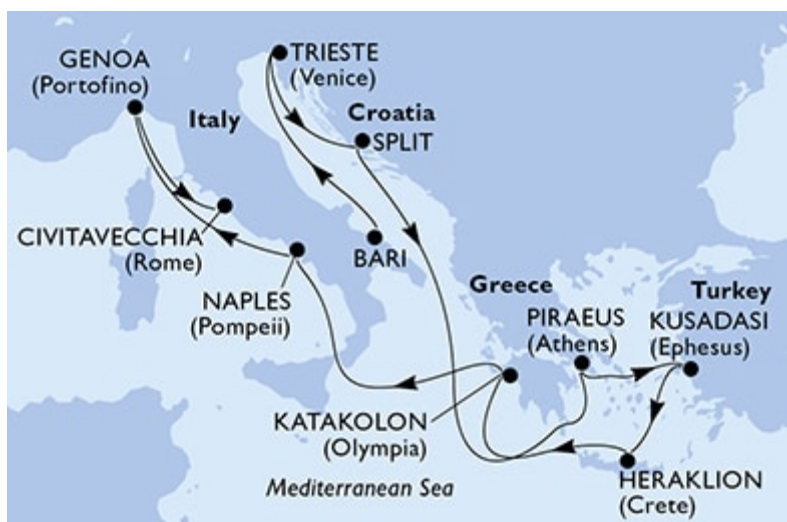 GENOA
(Portofino)
TRIESTE
(Venice)
Italy
Croatia
SPLIT
CIVITAVECCHIA
(Rome)
BARI
NAPLES
(Pompeii)
Greece
Turkey
PIRAEUS
(Athens)
KUSADASI
(Ephesus)
KATAKOLON
(Olympia)
Mediterranean Sea
HERAKLION
(Crete)